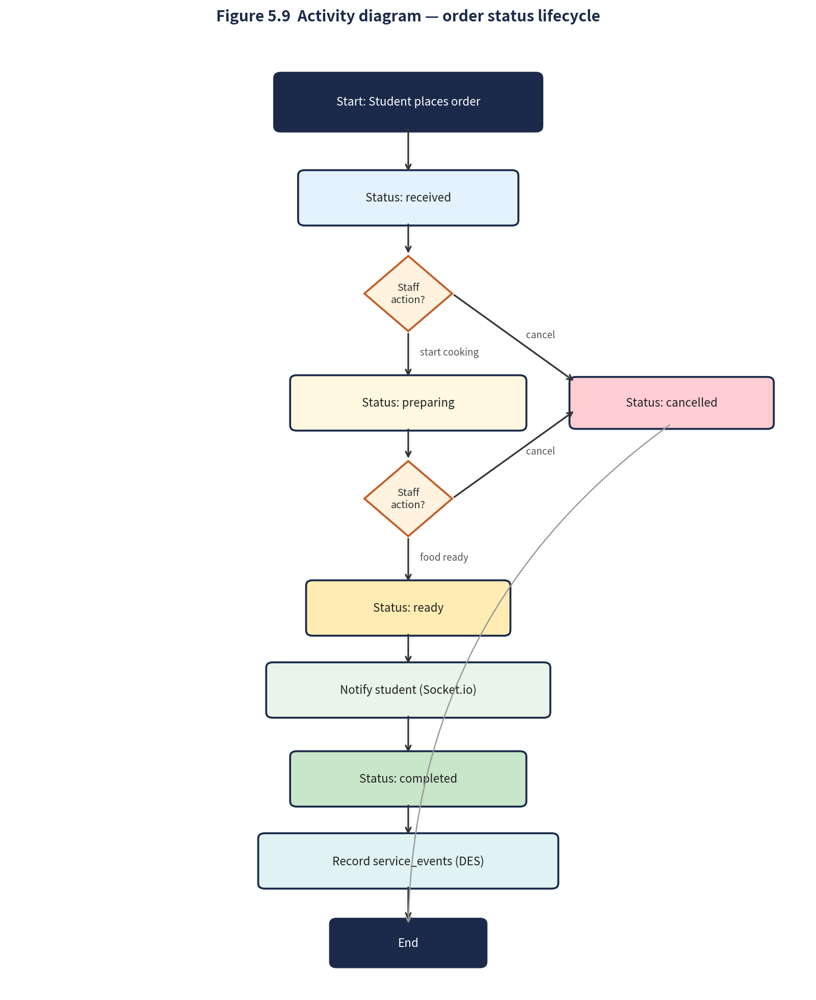 Figure 5.9  Activity diagram — order status lifecycle
Start: Student places order
Status: received
Staff
action?
cancel
start cooking
Status: preparing
Status: cancelled
cancel
Staff
action?
food ready
Status: ready
Notify student (Socket.io)
Status: completed
Record service_events (DES)
End